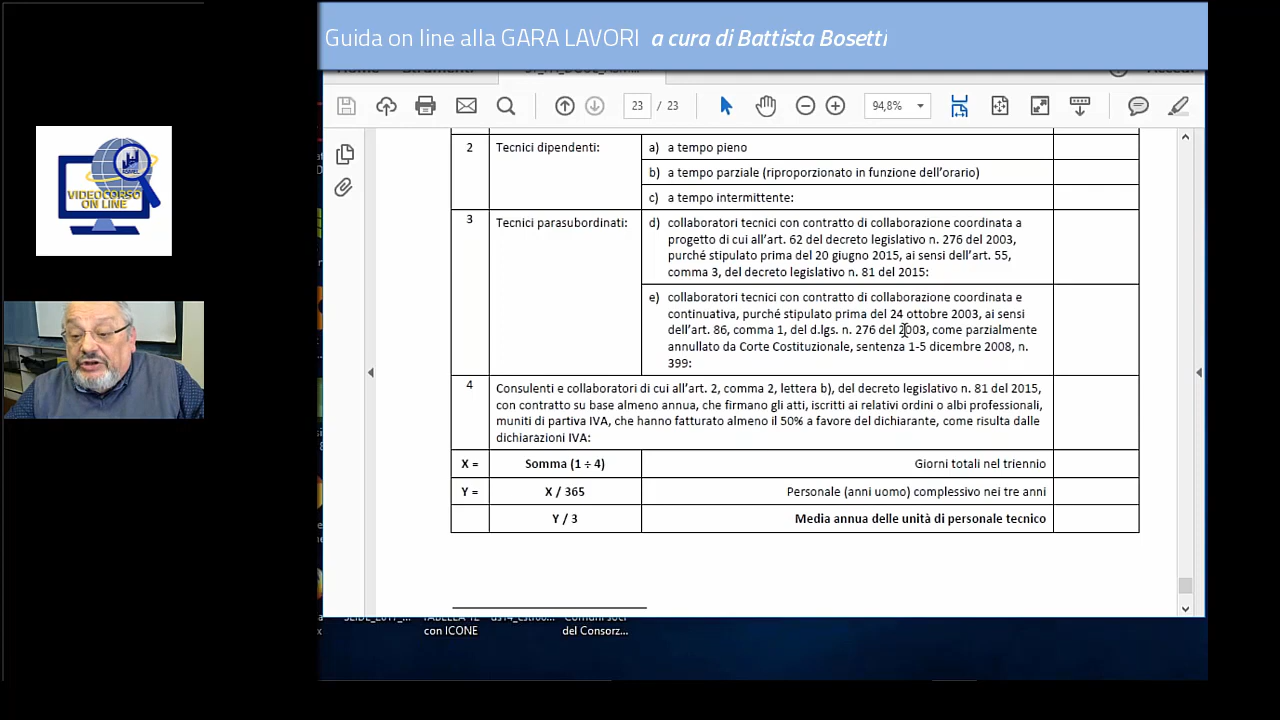 Guida on line alla GARA LAVORI a cura di Battista Bosetti
23 / 23
94,8%
VIDEOCORSO
ON LINE
2 Tecnici dipendenti: a) a tempo pieno
b) a tempo parziale (riproporzionato in funzione dell'orario)
c) a tempo intermittente:
3 Tecnici parasubordinati: d) collaboratori tecnici con contratto di collaborazione coordinata a
progetto di cui all'art. 62 del decreto legislativo n. 276 del 2003,
purché stipulato prima del 20 giugno 2015, ai sensi dell'art. 55,
comma 3, del decreto legislativo n. 81 del 2015:
e) collaboratori tecnici con contratto di collaborazione coordinata e
continuativa, purché stipulato prima del 24 ottobre 2003, ai sensi
dell'art. 86, comma 1, del d.lgs. n. 276 del 2003, come parzialmente
annullato da Corte Costituzionale, sentenza 1-5 dicembre 2008, n.
399:
4 Consulenti e collaboratori di cui all'art. 2, comma 2, lettera b), del decreto legislativo n. 81 del 2015,
con contratto su base almeno annua, che firmano gli atti, iscritti ai relativi ordini o albi professionali,
muniti di partiva IVA, che hanno fatturato almeno il 50% a favore del dichiarante, come risulta dalle
dichiarazioni IVA:
X = Somma (1 ÷ 4) Giorni totali nel triennio
Y = X / 365 Personale (anni uomo) complessivo nei tre anni
Y / 3 Media annua delle unità di personale tecnico
con ICONE
del Consorz...